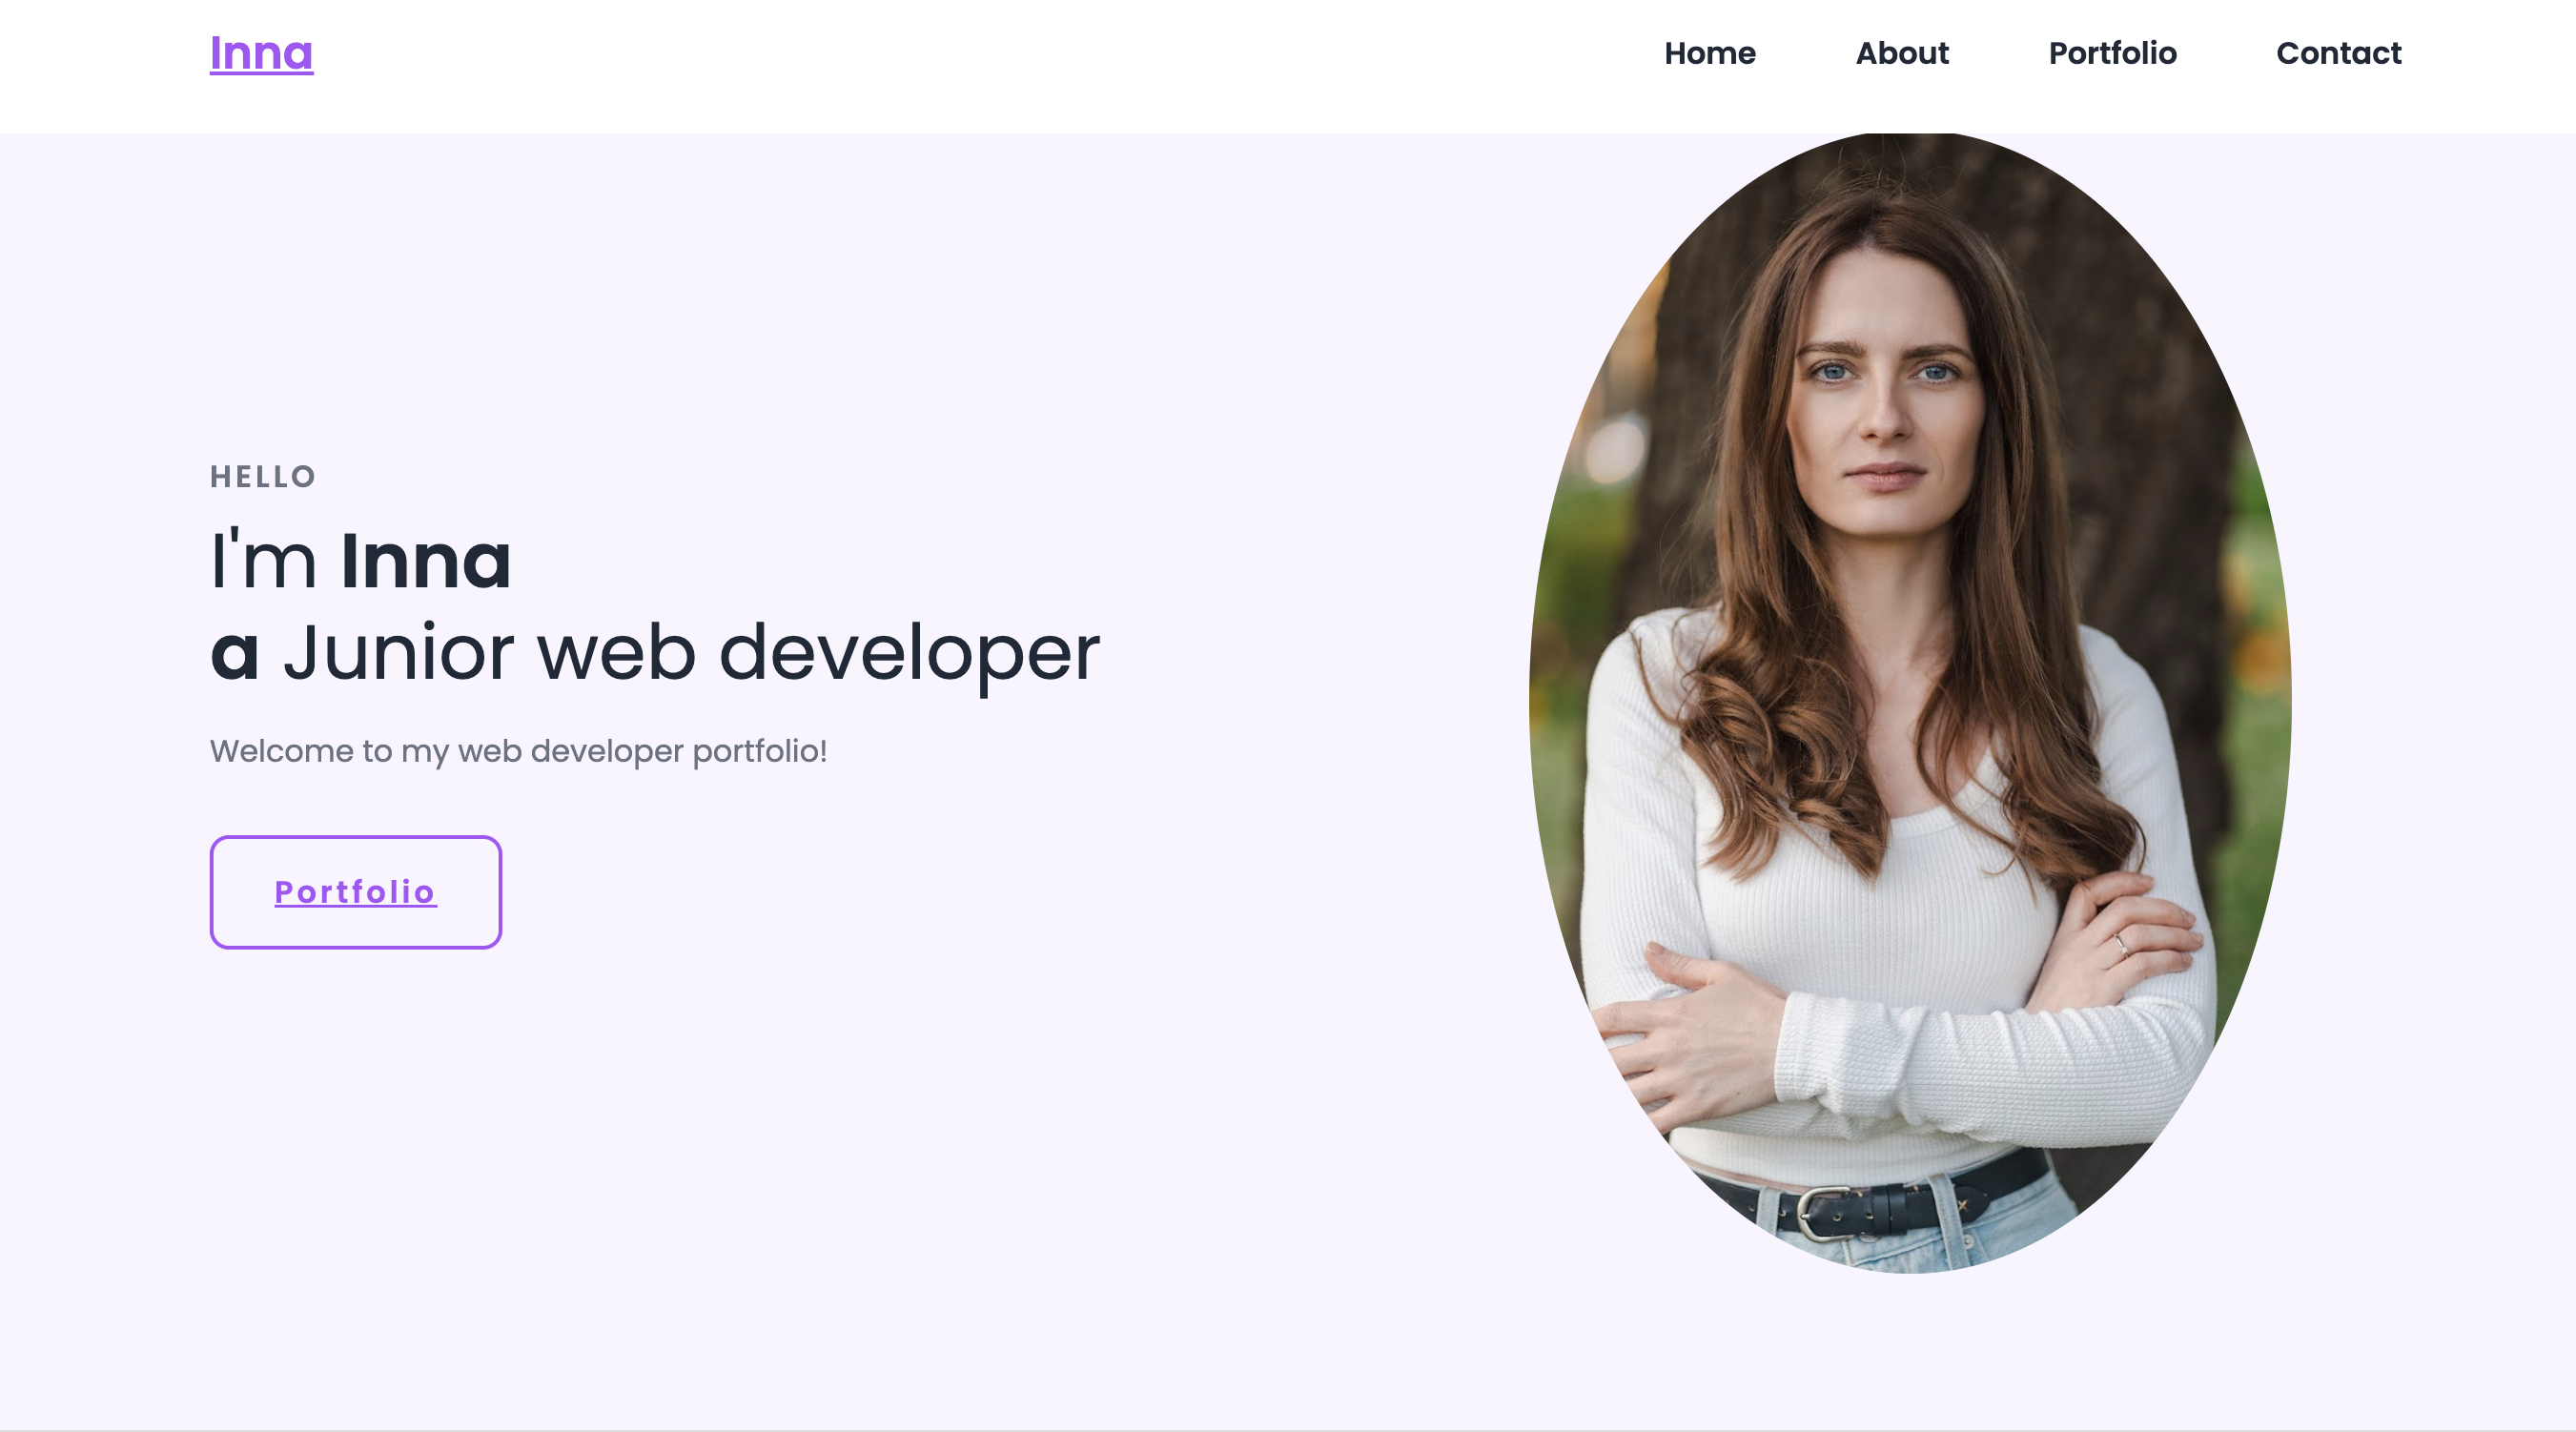 Inna
Home About Portfolio Contact
HELLO
I'm Inna
a Junior web developer
Welcome to my web developer portfolio!
Portfolio